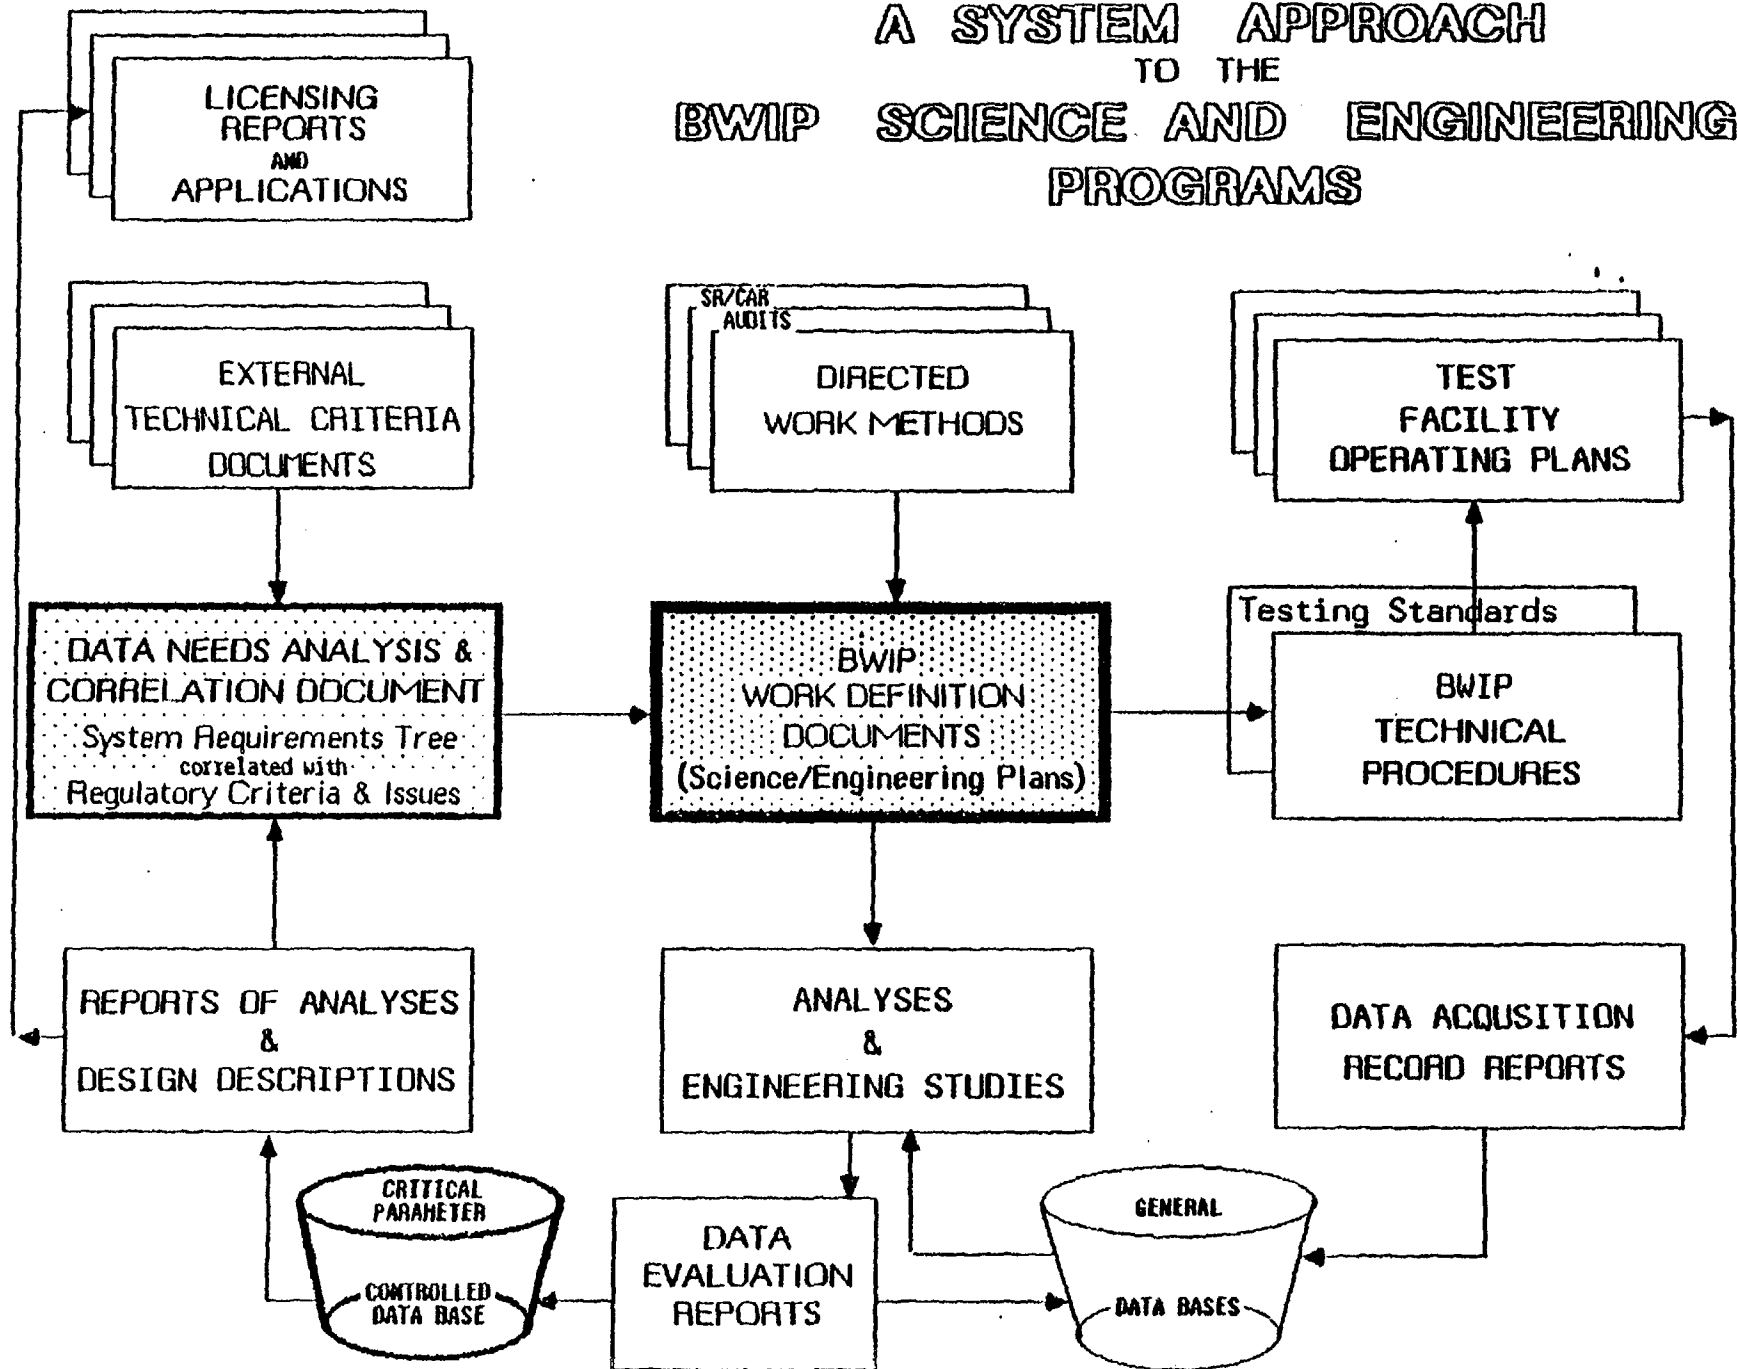 A SYSTEM APPROACH
TO THE
BWIP SCIENCE AND ENGINEERING
PROGRAMS
LICENSING
REPORTS
AND
APPLICATIONS
EXTERNAL
TECHNICAL CRITERIA
DOCUMENTS
SR/CAR
AUDITS
DIRECTED
WORK METHODS
TEST
FACILITY
OPERATING PLANS
DATA NEEDS ANALYSIS &
CORRELATION DOCUMENT
System Requirements Tree
correlated with
Regulatory Criteria & Issues
BWIP
WORK DEFINITION
DOCUMENTS
(Science/Engineering Plans)
Testing Standards
BWIP
TECHNICAL
PROCEDURES
REPORTS OF ANALYSES
&
DESIGN DESCRIPTIONS
ANALYSES
&
ENGINEERING STUDIES
DATA ACQUSITION
RECORD REPORTS
CRITICAL
PARAMETER
CONTROLLED
DATA BASE
DATA
EVALUATION
REPORTS
GENERAL
DATA BASES